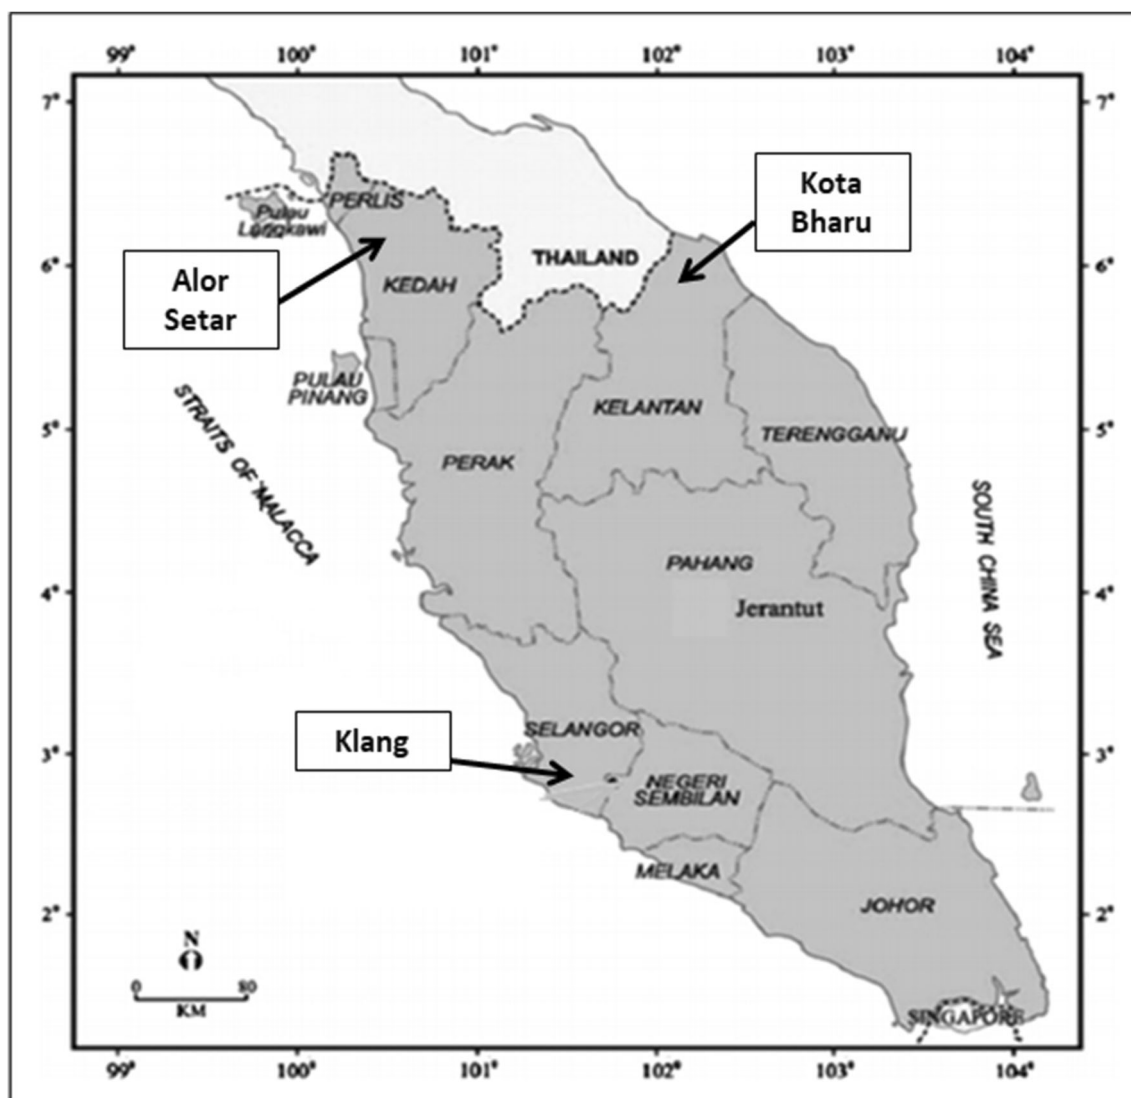 99°
100°
101°
102°
103°
104°
7°
7°
Kota
Bharu
PERLIS
Pulau
Langkawi
THAILAND
6°
6°
Alor
Setar
KEDAH
PULAU
PINANG
STRAITS OF MALACCA
KELANTAN
5°
5°
TERENGGANU
PERAK
SOUTH CHINA SEA
PAHANG
4°
4°
Jerantut
SELANGOR
Klang
3°
3°
NEGERI
SEMBILAN
MELAKA
2°
2°
JOHOR
N
0 80
KM
SINGAPORE
99°
100°
101°
102°
103°
104°